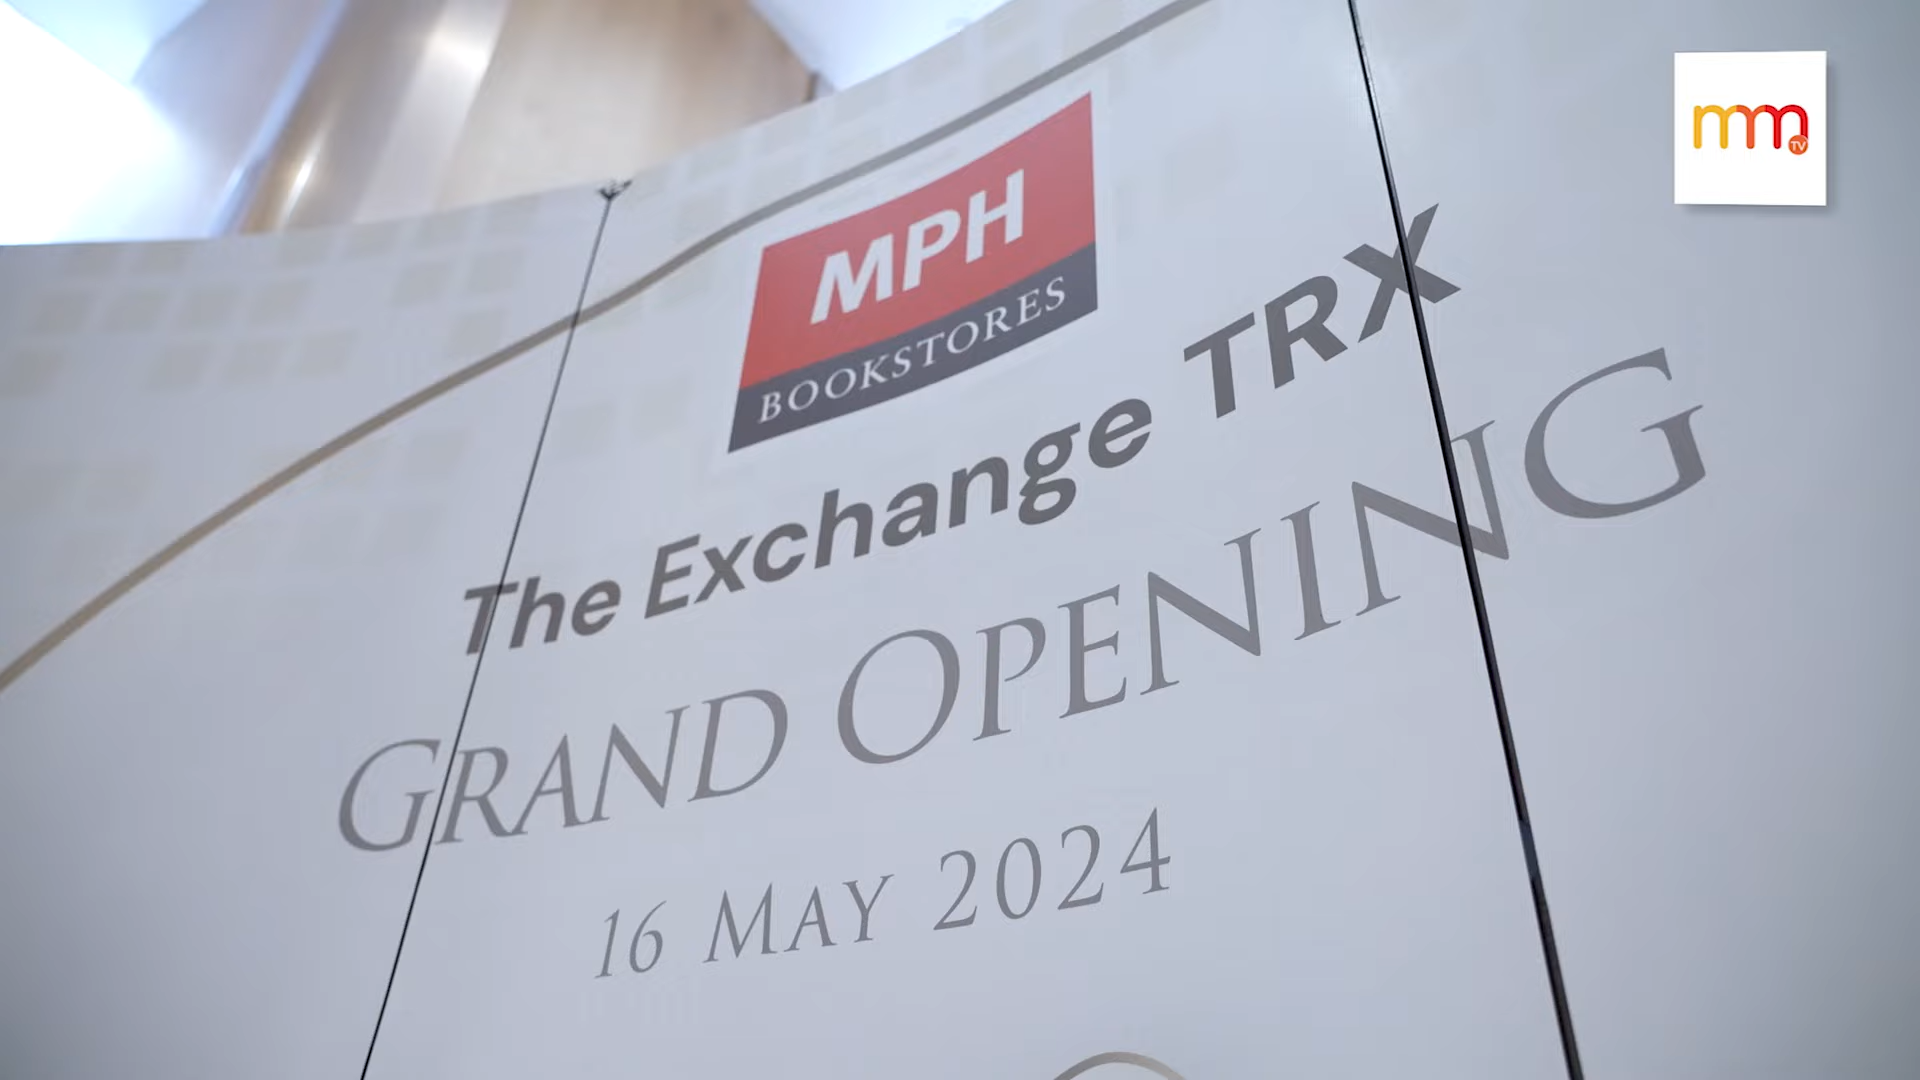 mm TV
MPH
BOOKSTORES
The Exchange TRX
GRAND OPENING
16 MAY 2024